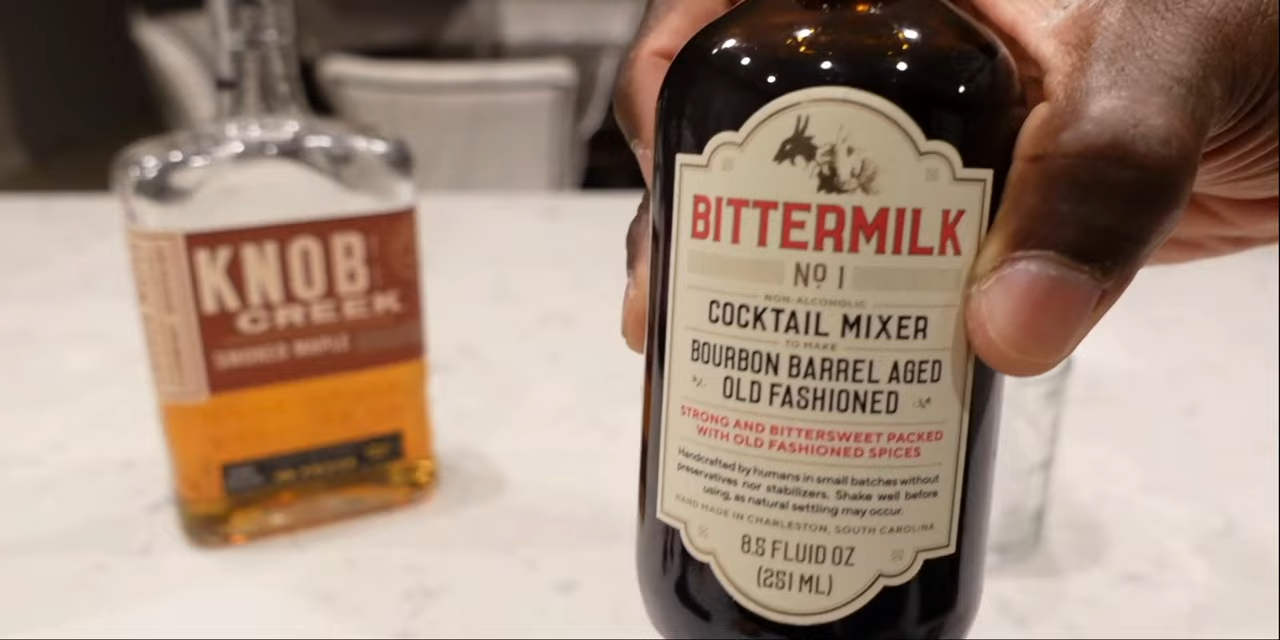 KNOB
CREEK
SMOKED MAPLE
BITTERMILK
Nº 1
NON-ALCOHOLIC
COCKTAIL MIXER
TO MAKE
BOURBON BARREL AGED
OLD FASHIONED
STRONG AND BITTERSWEET PACKED
WITH OLD FASHIONED SPICES
Handcrafted by humans in small batches without
preservatives nor stabilizers. Shake well before
using, as natural settling may occur.
HAND MADE IN CHARLESTON, SOUTH CAROLINA
8.5 FLUID OZ
(251 ML)